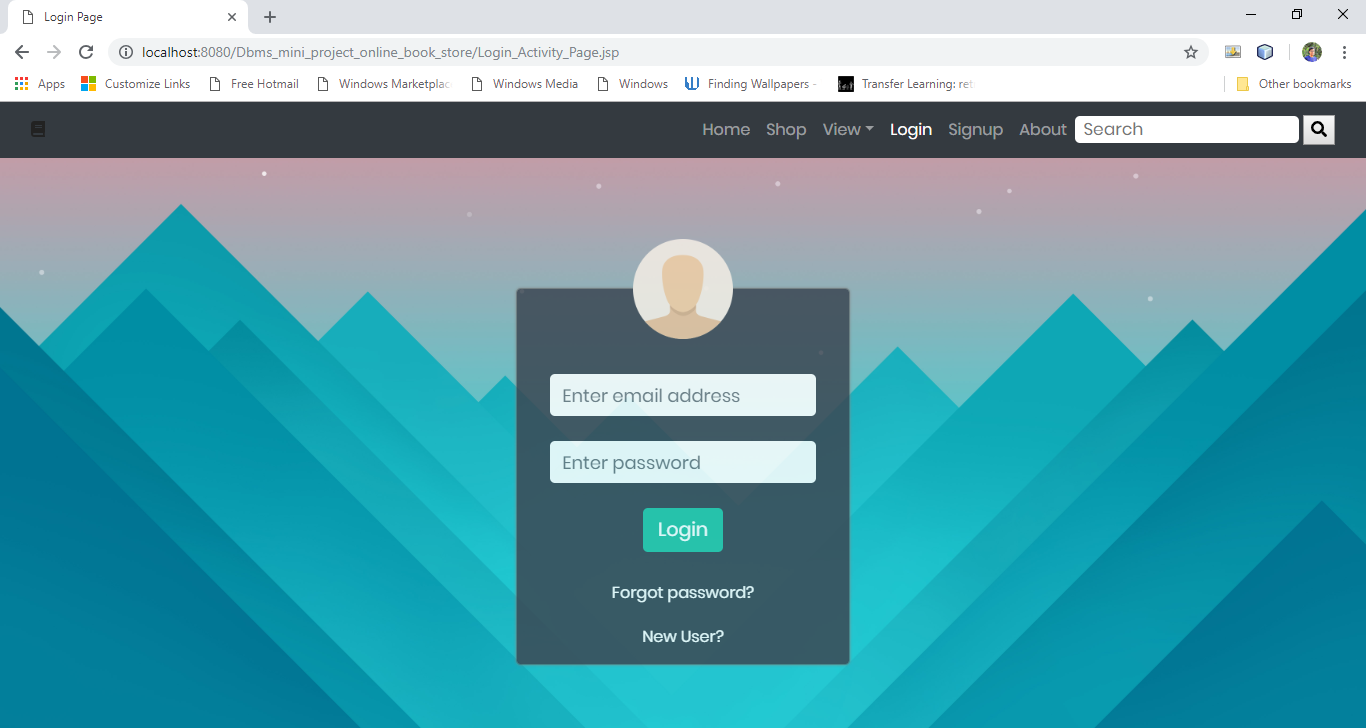 Login Page
localhost:8080/Dbms_mini_project_online_book_store/Login_Activity_Page.jsp
Apps Customize Links Free Hotmail Windows Marketplac Windows Media Windows Finding Wallpapers - Transfer Learning: ret Other bookmarks
Home Shop View Login Signup About Search
Enter email address
Enter password
Login
Forgot password?
New User?